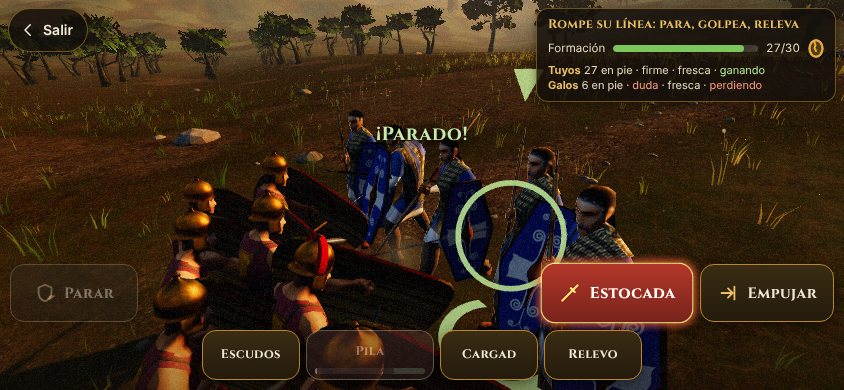 Salir
Rompe su línea: para, golpea, releva
Formación 27/30
Tuyos 27 en pie · firme · fresca · ganando
Galos 6 en pie · duda · fresca · perdiendo
¡Parado!
Parar
Estocada
Empujar
Escudos
Pila
Cargad
Relevo